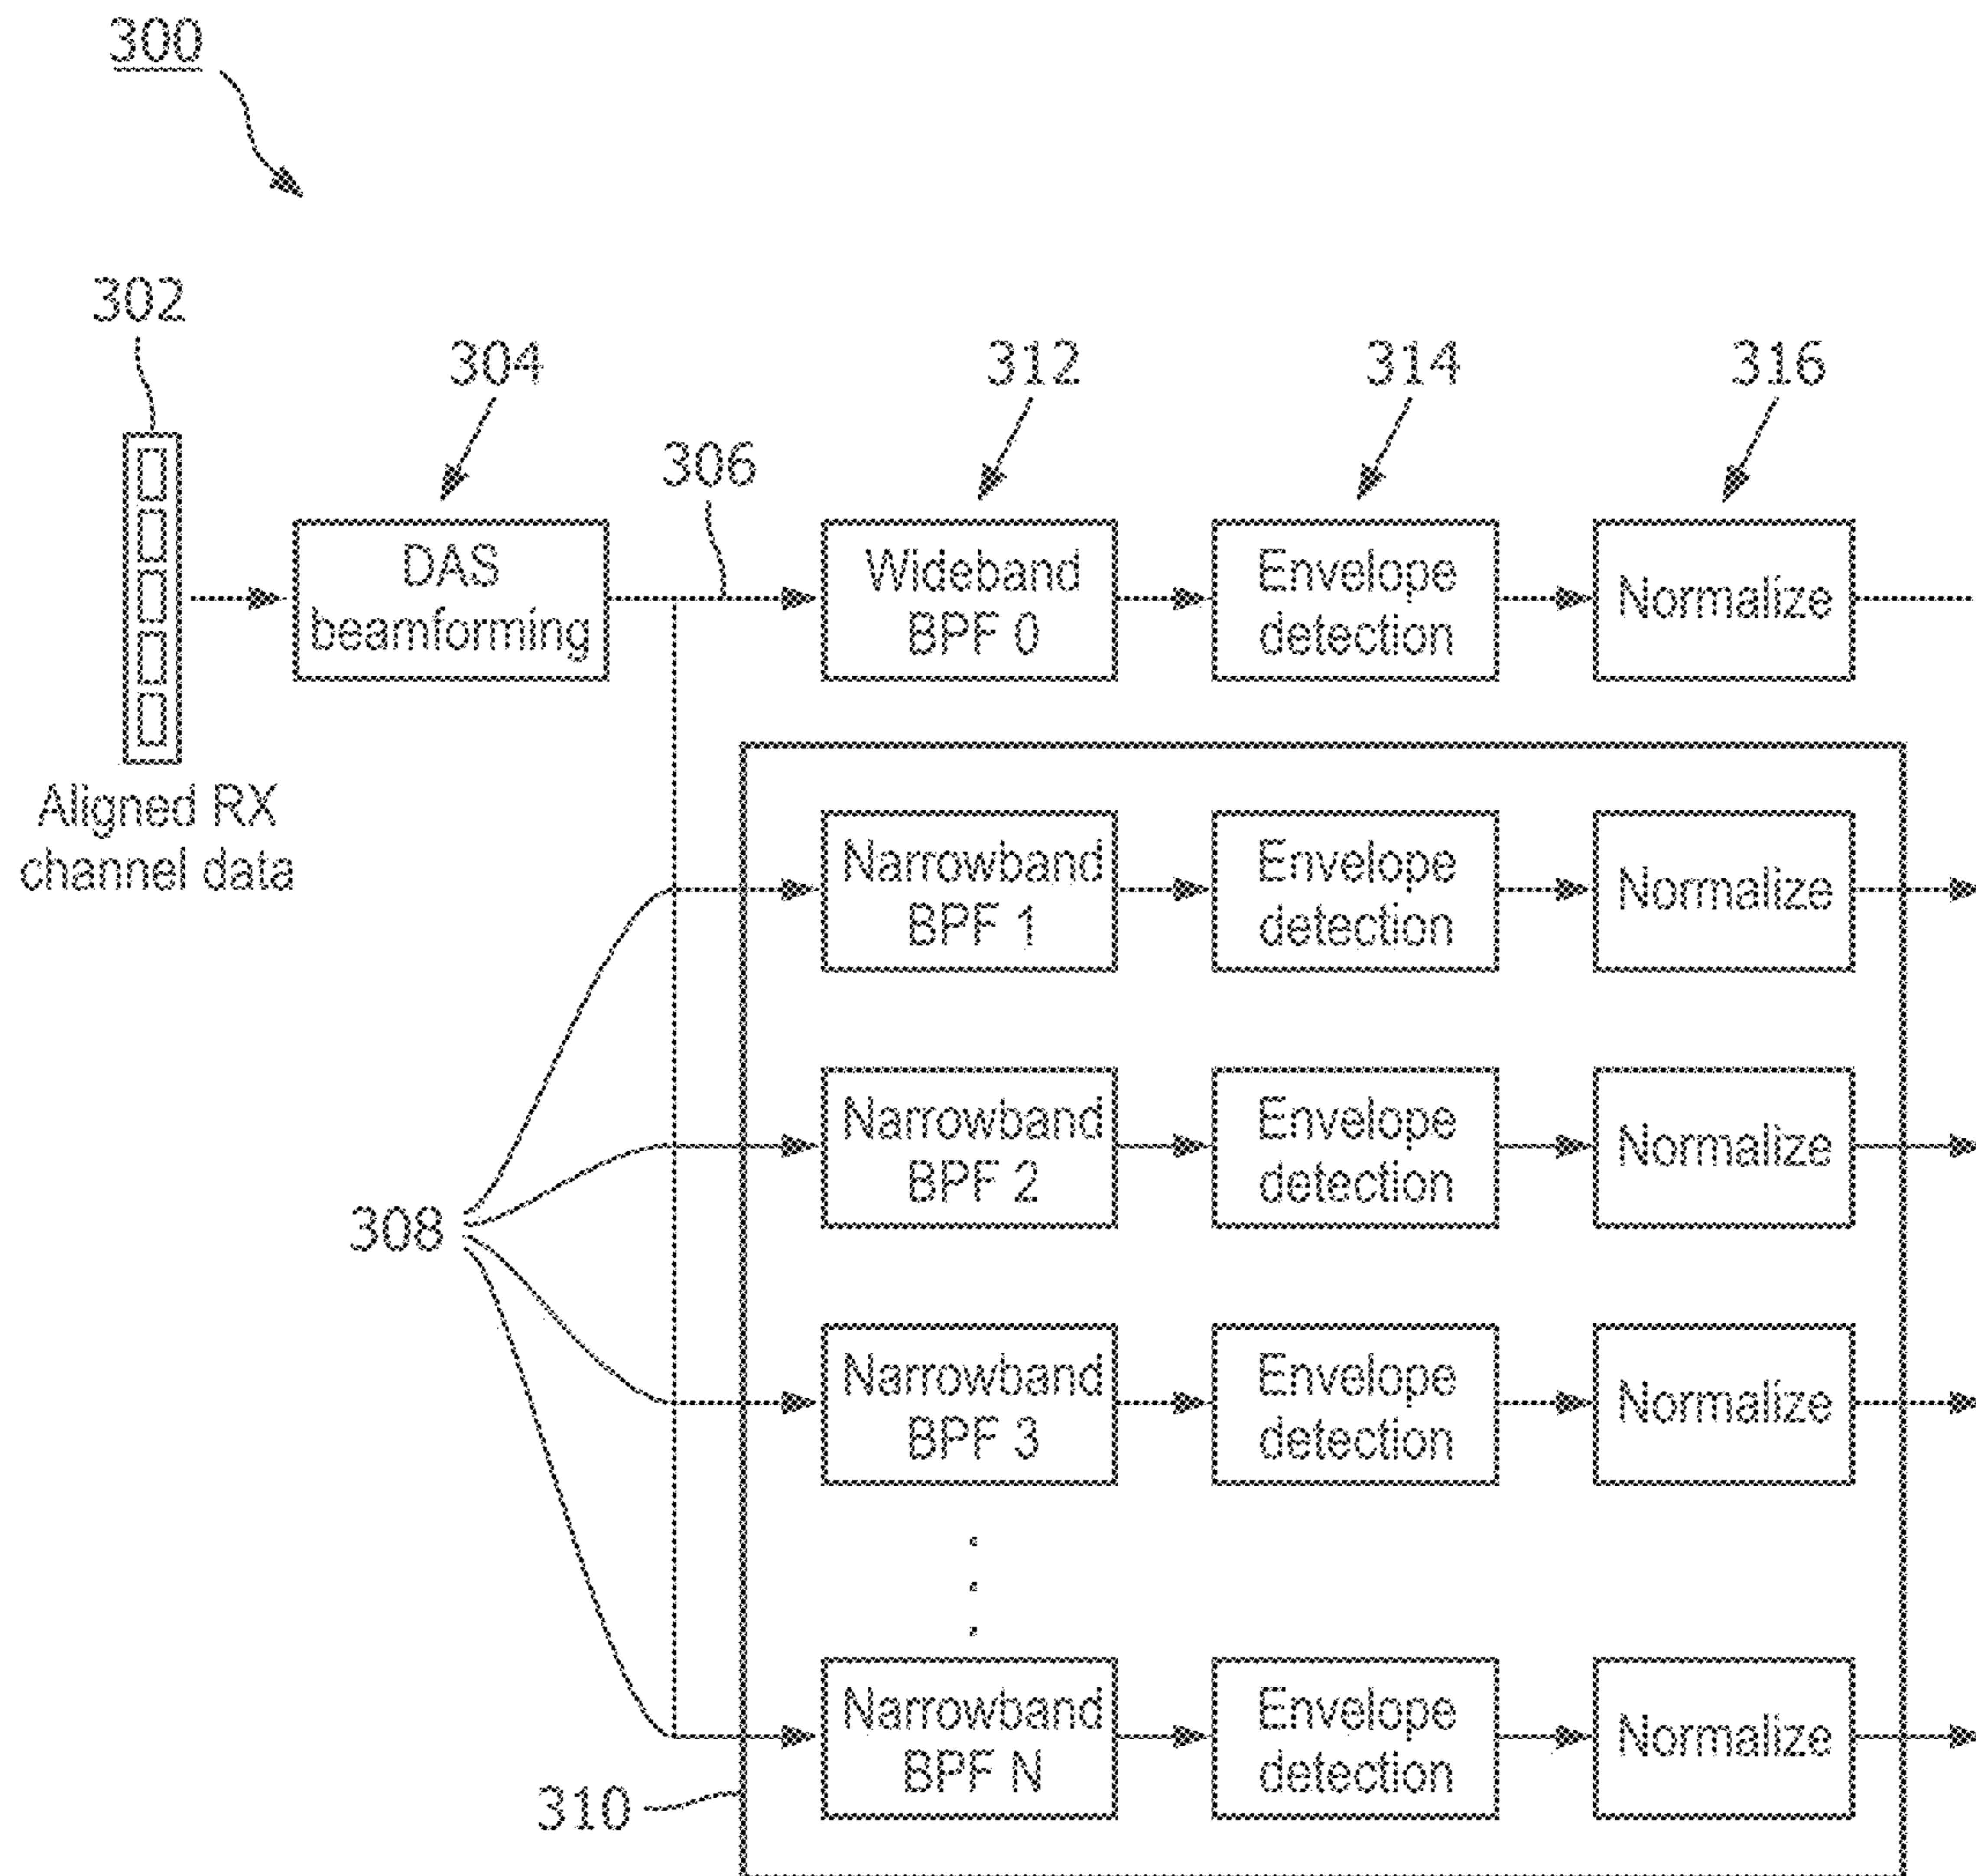 300
302
304
306
312
314
316
DAS
beamforming
Wideband
BPF 0
Envelope
detection
Normalize
Aligned RX
channel data
Narrowband
BPF 1
Envelope
detection
Normalize
Narrowband
BPF 2
Envelope
detection
Normalize
308
Narrowband
BPF 3
Envelope
detection
Normalize
Narrowband
BPF N
Envelope
detection
Normalize
310